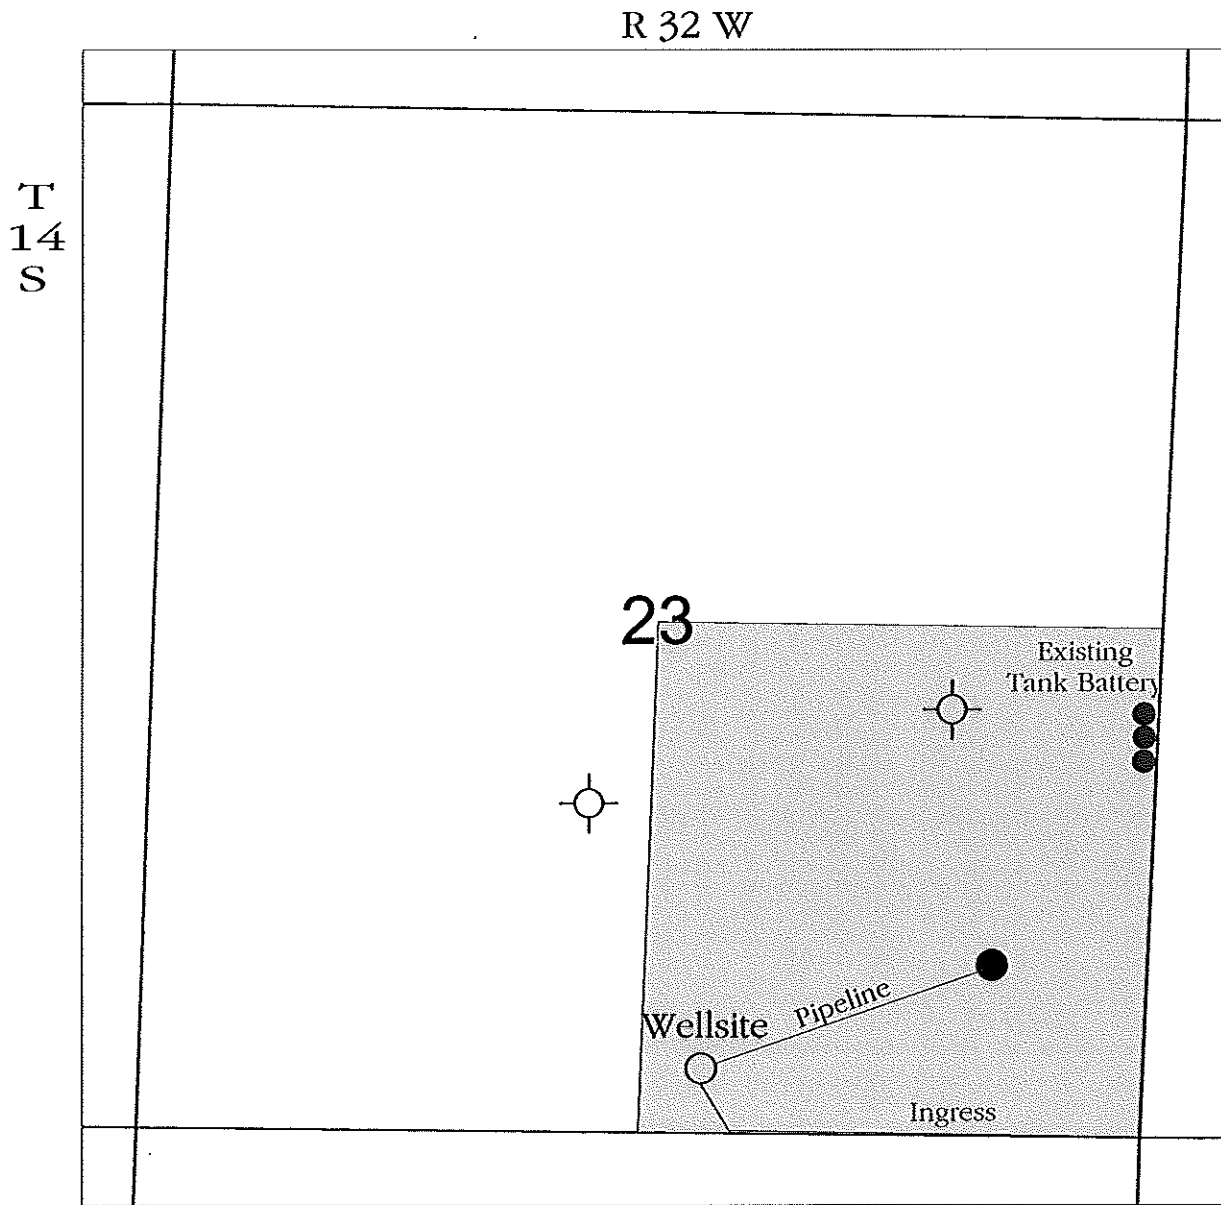 R 32 W
T
14
S
23
Existing
Tank Battery
Pipeline
Wellsite
Ingress